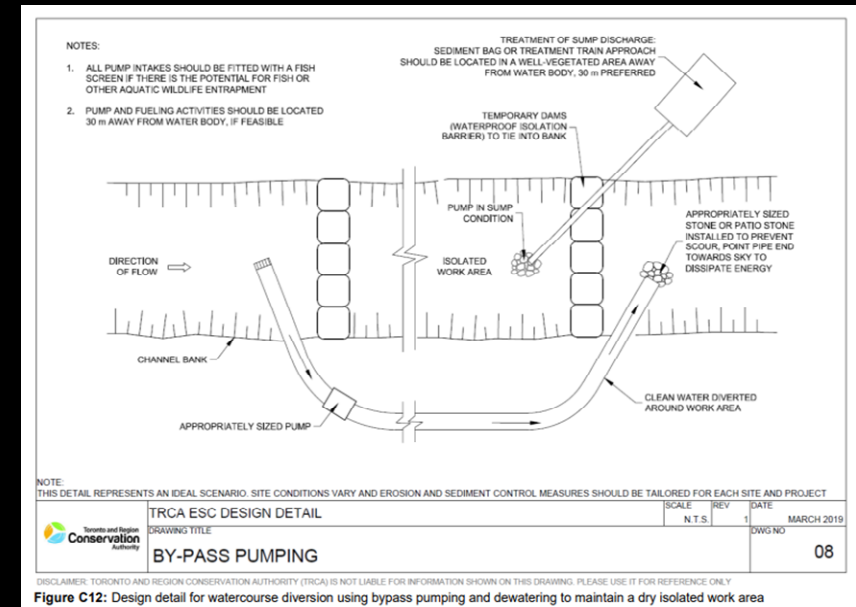 NOTES:
1. ALL PUMP INTAKES SHOULD BE FITTED WITH A FISH
SCREEN IF THERE IS THE POTENTIAL FOR FISH OR
OTHER AQUATIC WILDLIFE ENTRAPMENT
2. PUMP AND FUELING ACTIVITIES SHOULD BE LOCATED
30 m AWAY FROM WATER BODY, IF FEASIBLE
TREATMENT OF SUMP DISCHARGE:
SEDIMENT BAG OR TREATMENT TRAIN APPROACH
SHOULD BE LOCATED IN A WELL-VEGETATED AREA AWAY
FROM WATER BODY, 30 m PREFERRED
TEMPORARY DAMS
(WATERPROOF ISOLATION
BARRIER) TO TIE INTO BANK
PUMP IN SUMP
CONDITION
APPROPRIATELY SIZED
STONE OR PATIO STONE
INSTALLED TO PREVENT
SCOUR, POINT PIPE END
TOWARDS SKY TO
DISSIPATE ENERGY
DIRECTION
OF FLOW
ISOLATED
WORK AREA
CHANNEL BANK
APPROPRIATELY SIZED PUMP
CLEAN WATER DIVERTED
AROUND WORK AREA
NOTE:
THIS DETAIL REPRESENTS AN IDEAL SCENARIO. SITE CONDITIONS VARY AND EROSION AND SEDIMENT CONTROL MEASURES SHOULD BE TAILORED FOR EACH SITE AND PROJECT
Toronto and Region
Conservation
Authority
TRCA ESC DESIGN DETAIL
DRAWING TITLE
BY-PASS PUMPING
SCALE
N.T.S.
REV
1
DATE
MARCH 2019
DWG NO
08
DISCLAIMER: TORONTO AND REGION CONSERVATION AUTHORITY (TRCA) IS NOT LIABLE FOR INFORMATION SHOWN ON THIS DRAWING. PLEASE USE IT FOR REFERENCE ONLY
Figure C12: Design detail for watercourse diversion using bypass pumping and dewatering to maintain a dry isolated work area